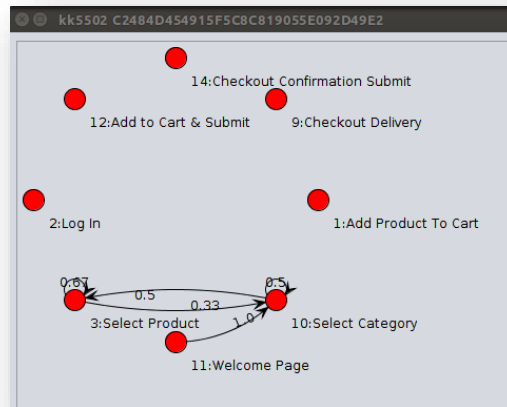 kk5502 C2484D454915F5C8C819055E092D49E2
14:Checkout Confirmation Submit
12:Add to Cart & Submit
9:Checkout Delivery
2:Log In
1:Add Product To Cart
0.67
0.5
0.5
0.33
1.0
3:Select Product
10:Select Category
11:Welcome Page